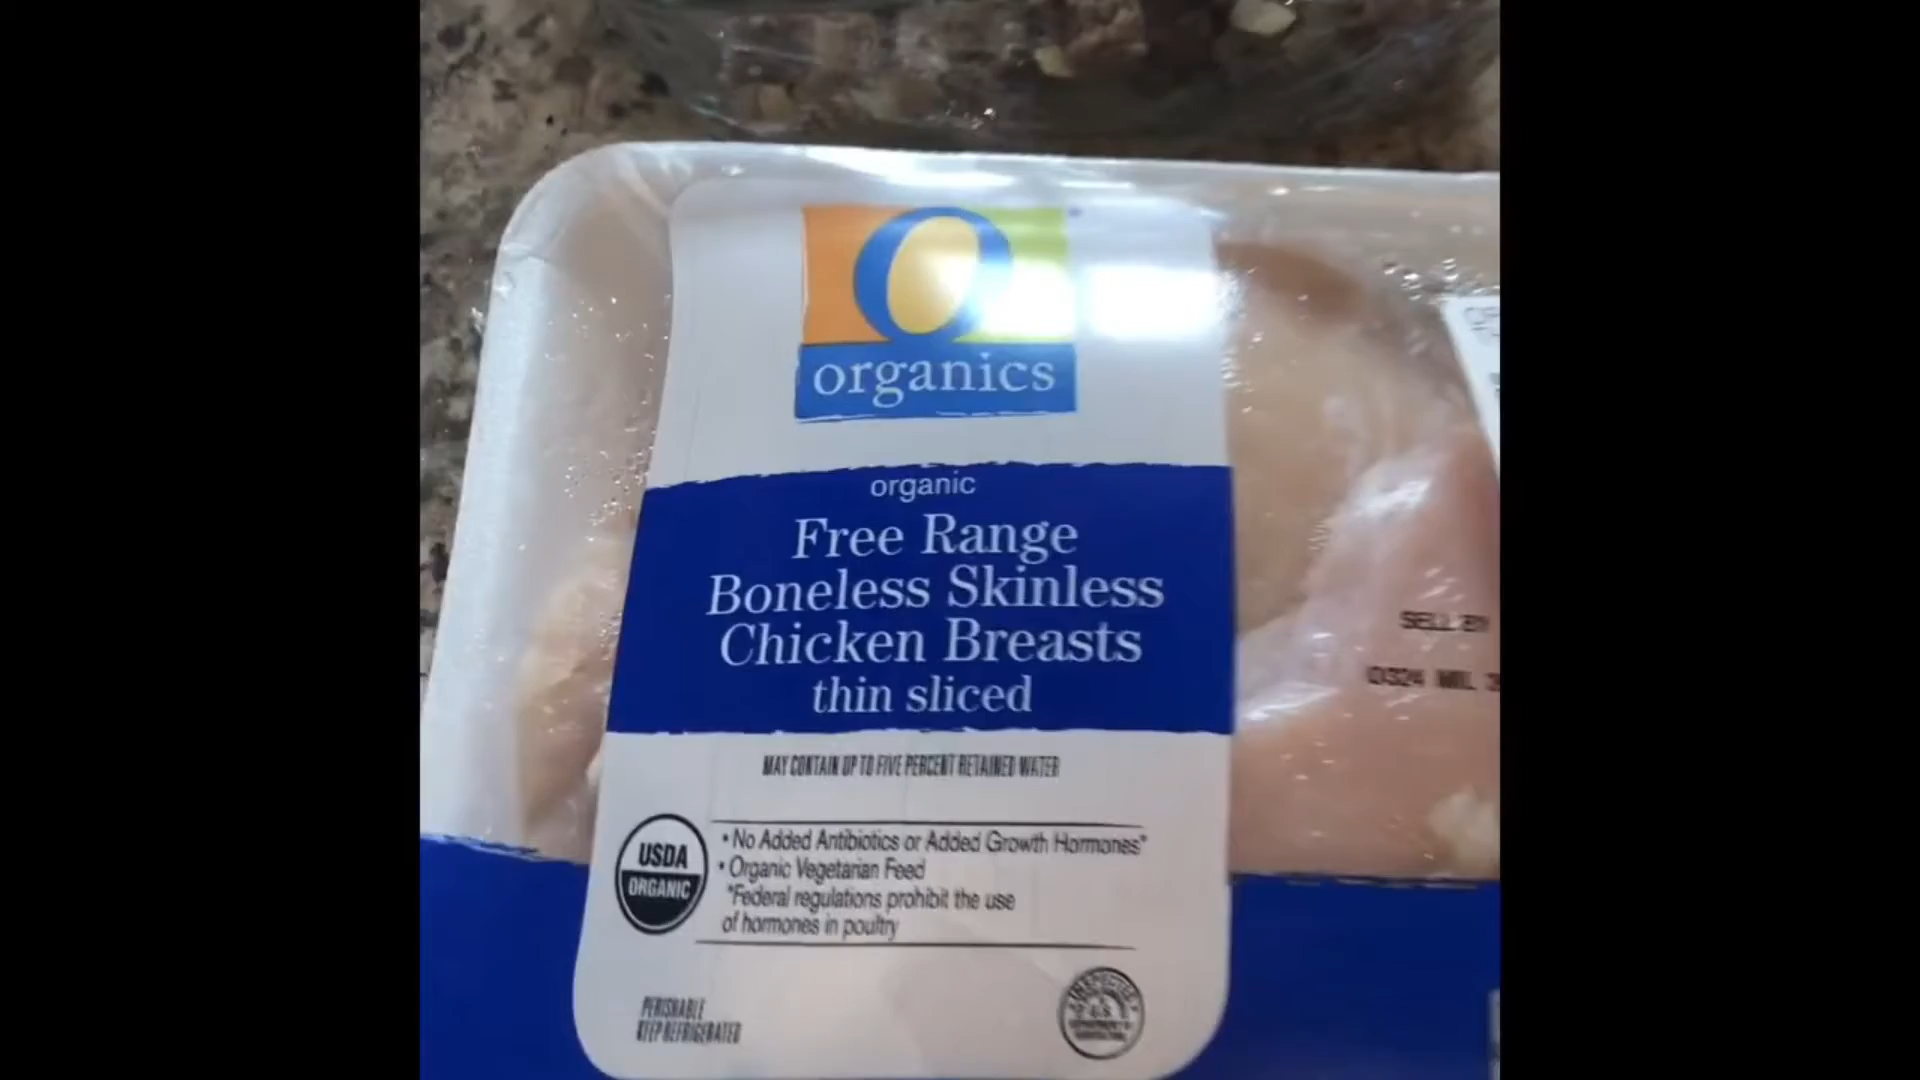 O
organics
organic
Free Range
Boneless Skinless
Chicken Breasts
thin sliced
MAY CONTAIN UP TO FIVE PERCENT RETAINED WATER
USDA
ORGANIC
• No Added Antibiotics or Added Growth Hormones*
• Organic Vegetarian Feed
*Federal regulations prohibit the use
of hormones in poultry
PERISHABLE
KEEP REFRIGERATED
SELL BY